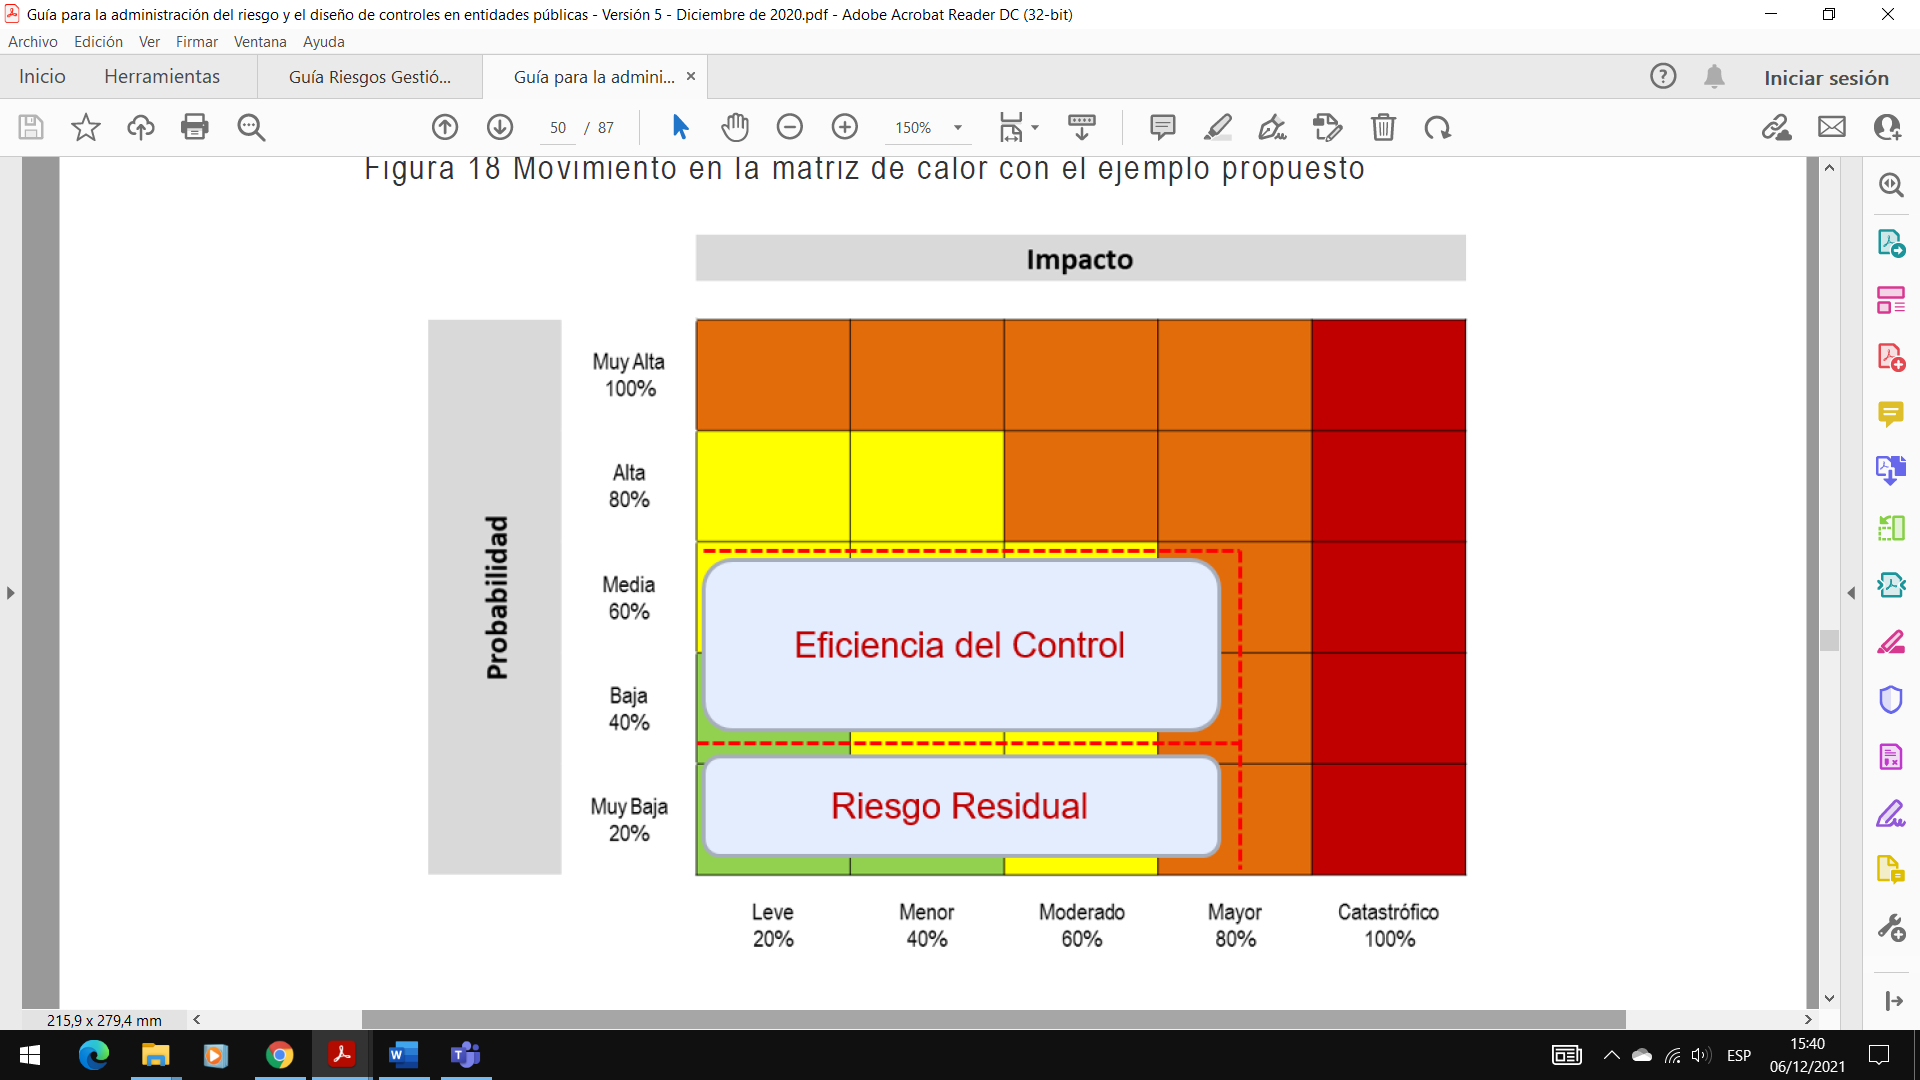 Guía para la administración del riesgo y el diseño de controles en entidades públicas - Versión 5 - Diciembre de 2020.pdf - Adobe Acrobat Reader DC (32-bit)
Archivo Edición Ver Firmar Ventana Ayuda
Inicio Herramientas Guía Riesgos Gestió... Guía para la admini... Iniciar sesión
50 / 87 150%
Figura 18 Movimiento en la matriz de calor con el ejemplo propuesto
Impacto
Probabilidad
Muy Alta
100%
Alta
80%
Media
60%
Baja
40%
Muy Baja
20%
Eficiencia del Control
Riesgo Residual
Leve
20%
Menor
40%
Moderado
60%
Mayor
80%
Catastrófico
100%
215,9 x 279,4 mm
ESP
15:40
06/12/2021